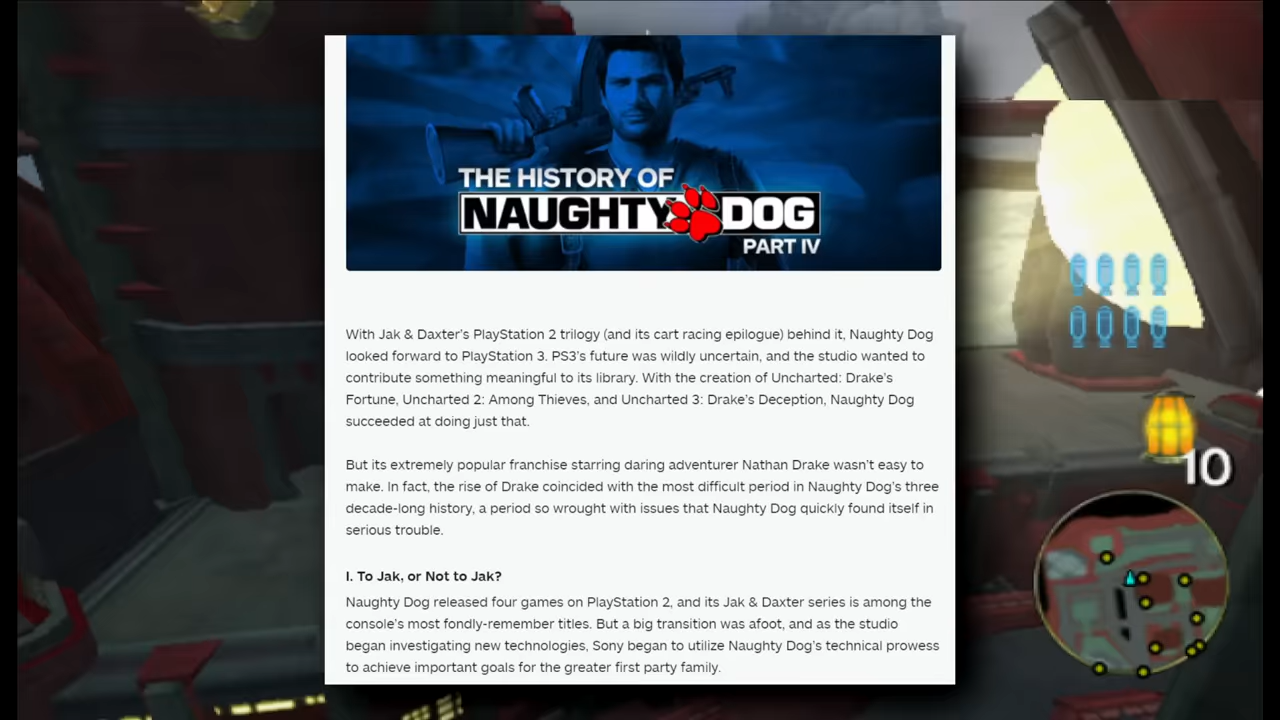 THE HISTORY OF
NAUGHTY DOG
PART IV
With Jak & Daxter's PlayStation 2 trilogy (and its cart racing epilogue) behind it, Naughty Dog
looked forward to PlayStation 3. PS3's future was wildly uncertain, and the studio wanted to
contribute something meaningful to its library. With the creation of Uncharted: Drake's
Fortune, Uncharted 2: Among Thieves, and Uncharted 3: Drake's Deception, Naughty Dog
succeeded at doing just that.
But its extremely popular franchise starring daring adventurer Nathan Drake wasn't easy to
make. In fact, the rise of Drake coincided with the most difficult period in Naughty Dog's three
decade-long history, a period so wrought with issues that Naughty Dog quickly found itself in
serious trouble.
I. To Jak, or Not to Jak?
Naughty Dog released four games on PlayStation 2, and its Jak & Daxter series is among the
console's most fondly-remember titles. But a big transition was afoot, and as the studio
began investigating new technologies, Sony began to utilize Naughty Dog's technical prowess
to achieve important goals for the greater first party family.
10